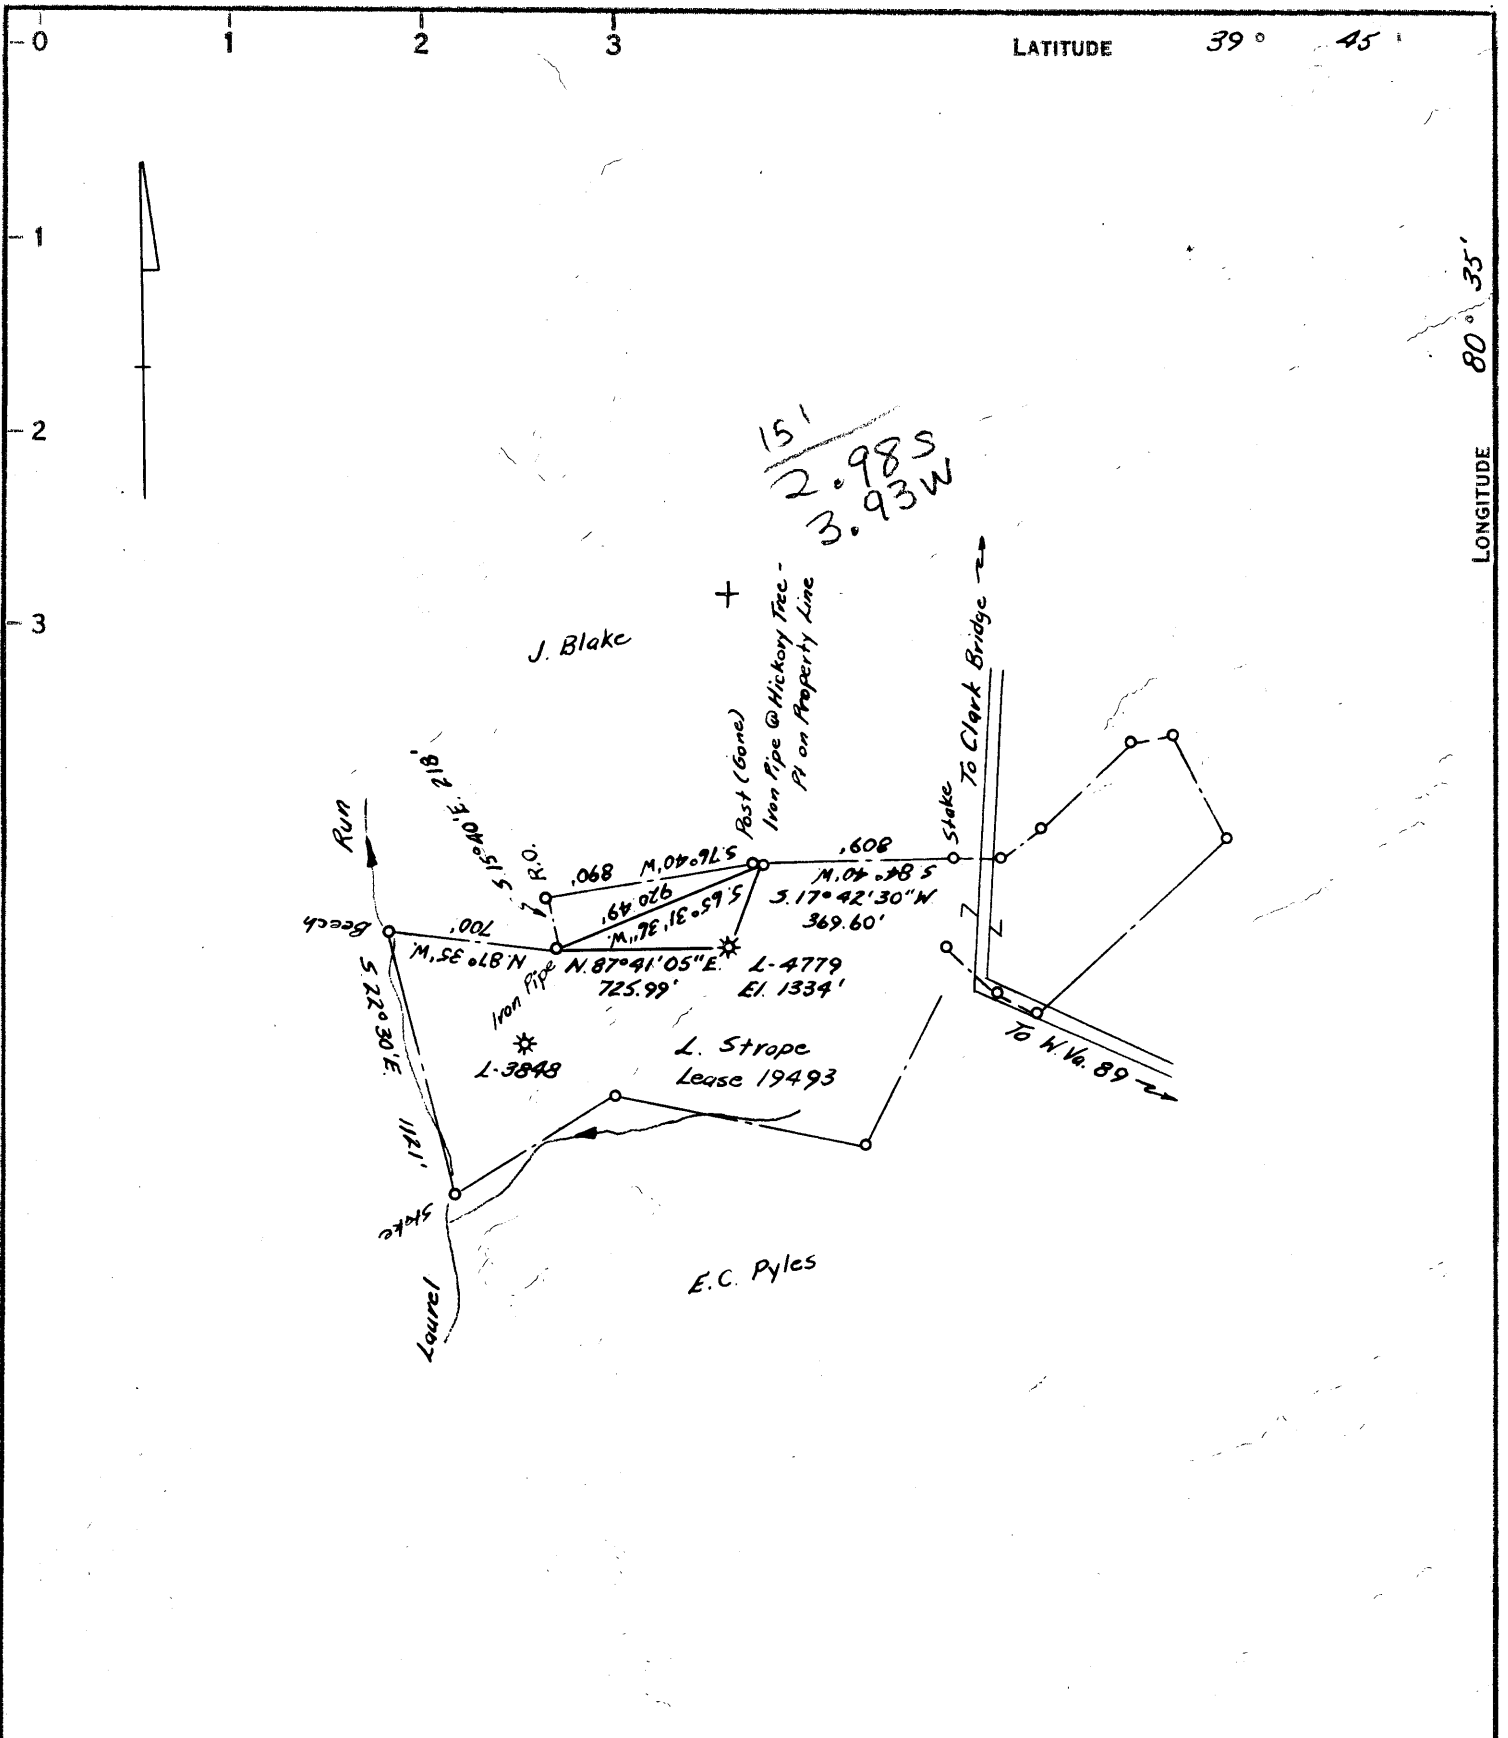 0 1 2 3 LATITUDE 39° 45'
1
2
3
LONGITUDE 80° 35'
15'
2.98S
3.93W
J. Blake
Post (Gone)
Iron Pipe @ Hickory Tree -
Pt on Property Line
To Clark Bridge
Stake
Run
S. 15° 40' E. 218'
R.O.
S. 76° 40' W.
890'
809'
S 84° 40' W.
S. 65° 31' 36" W.
920.49'
S. 17° 42' 30" W
369.60'
Beech
700'
N. 87° 35' W.
Iron Pipe
N. 87° 41' 05" E.
725.99'
L-4779
El. 1334'
S. 22° 30' E. 1121'
L-3848
L. Strope
Lease 19493
To W. Va. 89
Stake
Laurel
E.C. Pyles